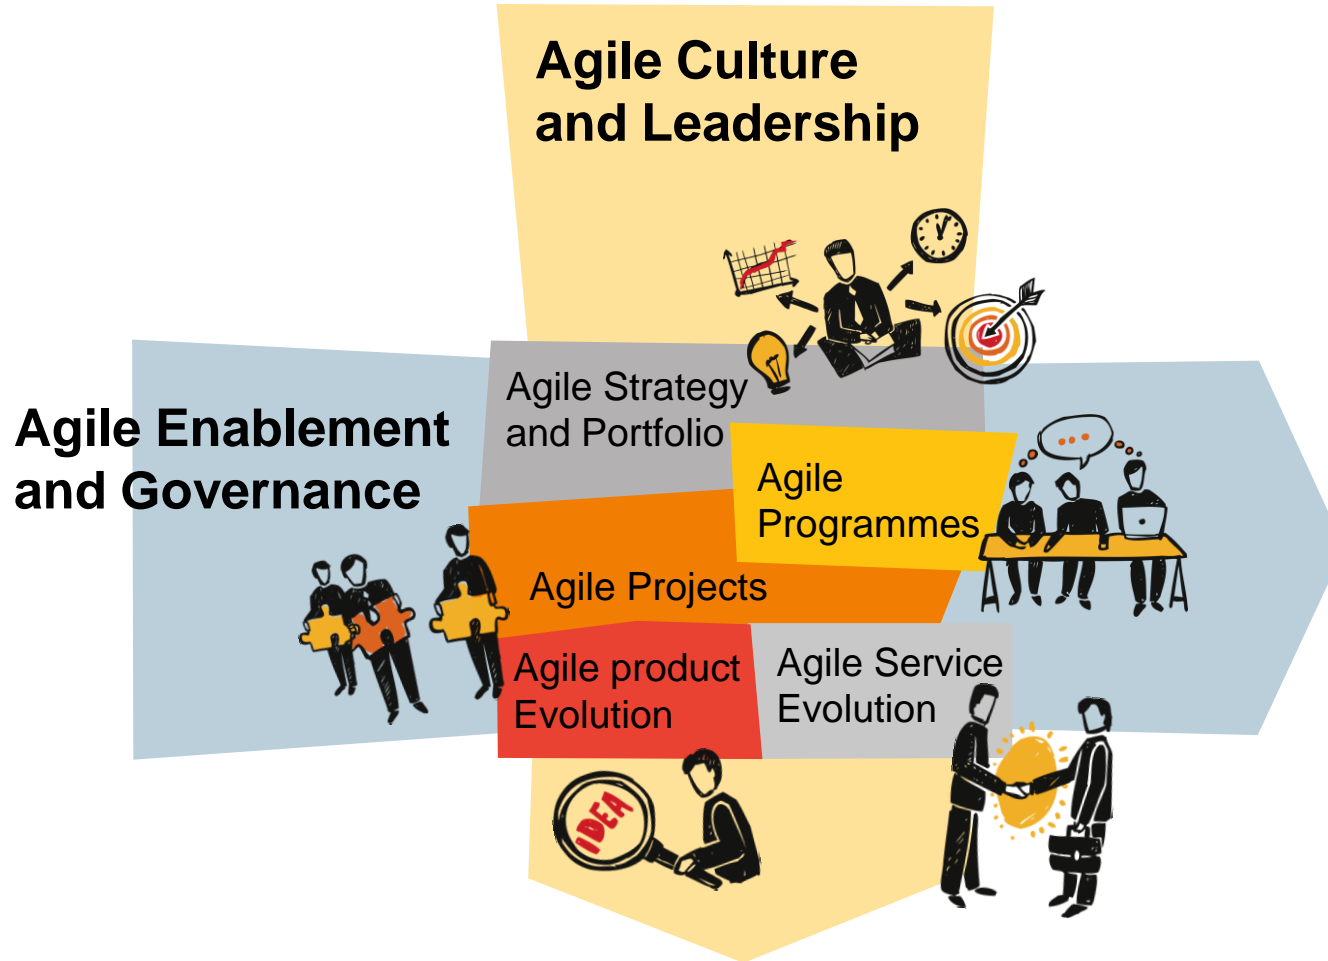 Agile Culture
and Leadership
Agile Enablement
and Governance
Agile Strategy
and Portfolio
Agile
Programmes
Agile Projects
Agile product
Evolution
Agile Service
Evolution
IDEA